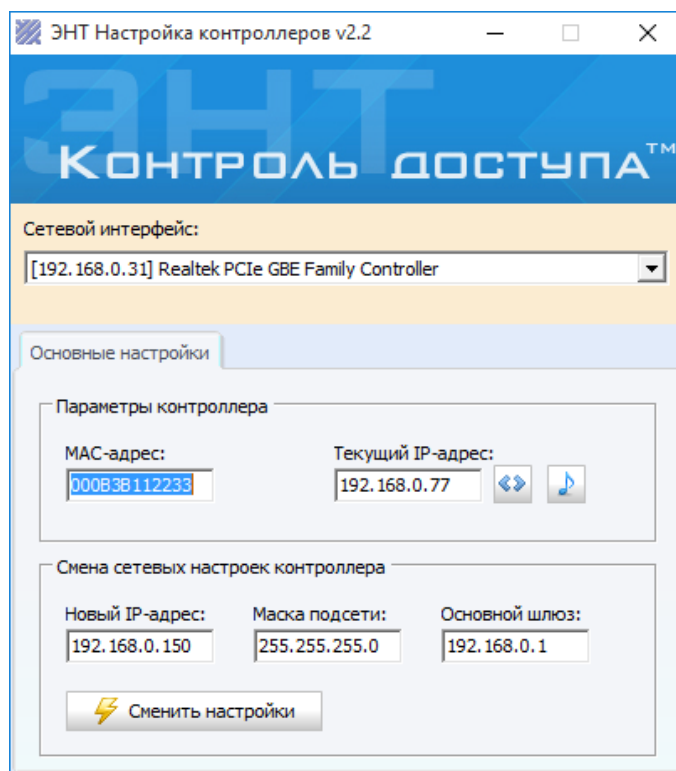 ЭНТ Настройка контроллеров v2.2
ЭНТ
Контроль доступа™
Сетевой интерфейс:
[192.168.0.31] Realtek PCIe GBE Family Controller
Основные настройки
Параметры контроллера
MAC-адрес: Текущий IP-адрес:
000B3B112233 192.168.0.77
Смена сетевых настроек контроллера
Новый IP-адрес: Маска подсети: Основной шлюз:
192.168.0.150 255.255.255.0 192.168.0.1
Сменить настройки